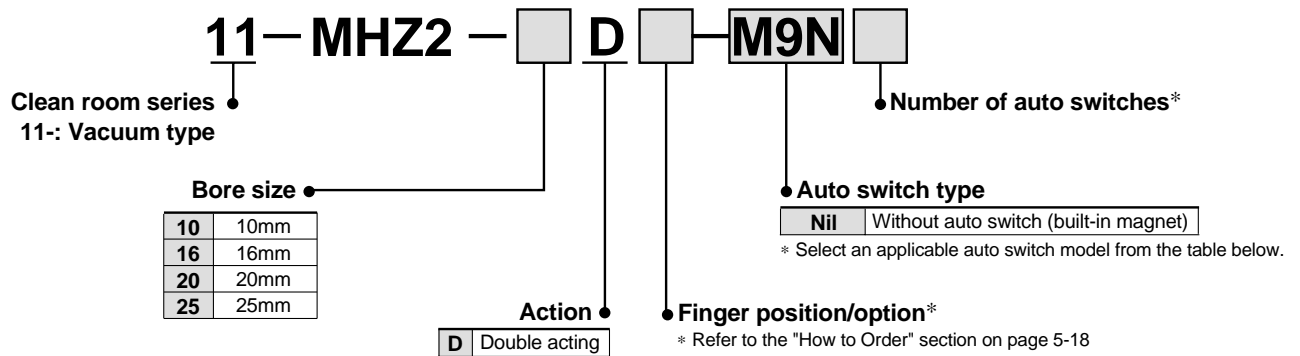 11 — MHZ2 — D — M9N
Clean room series
11-: Vacuum type
Number of auto switches*
Bore size
10 10mm
16 16mm
20 20mm
25 25mm
Auto switch type
Nil Without auto switch (built-in magnet)
* Select an applicable auto switch model from the table below.
Action
D Double acting
Finger position/option*
* Refer to the "How to Order" section on page 5-18